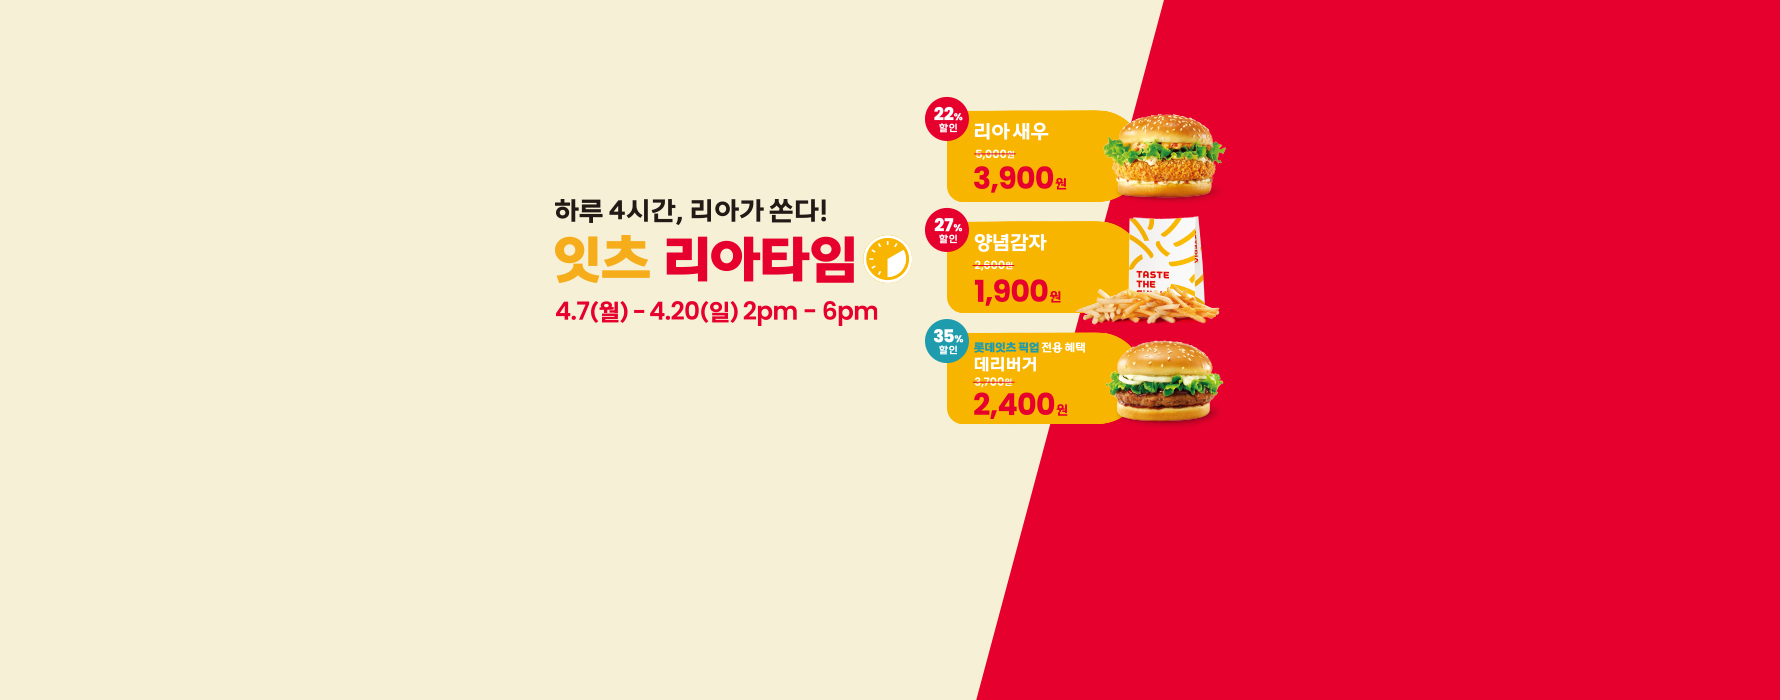 하루 4시간, 리아가 쏜다!
잇츠 리아타임
4.7(월) - 4.20(일) 2pm - 6pm
22%
할인
리아 새우
5,000원
3,900원
27%
할인
양념감자
2,600원
1,900원
TASTE
THE
35%
할인
롯데잇츠 픽업 전용 혜택
데리버거
3,700원
2,400원